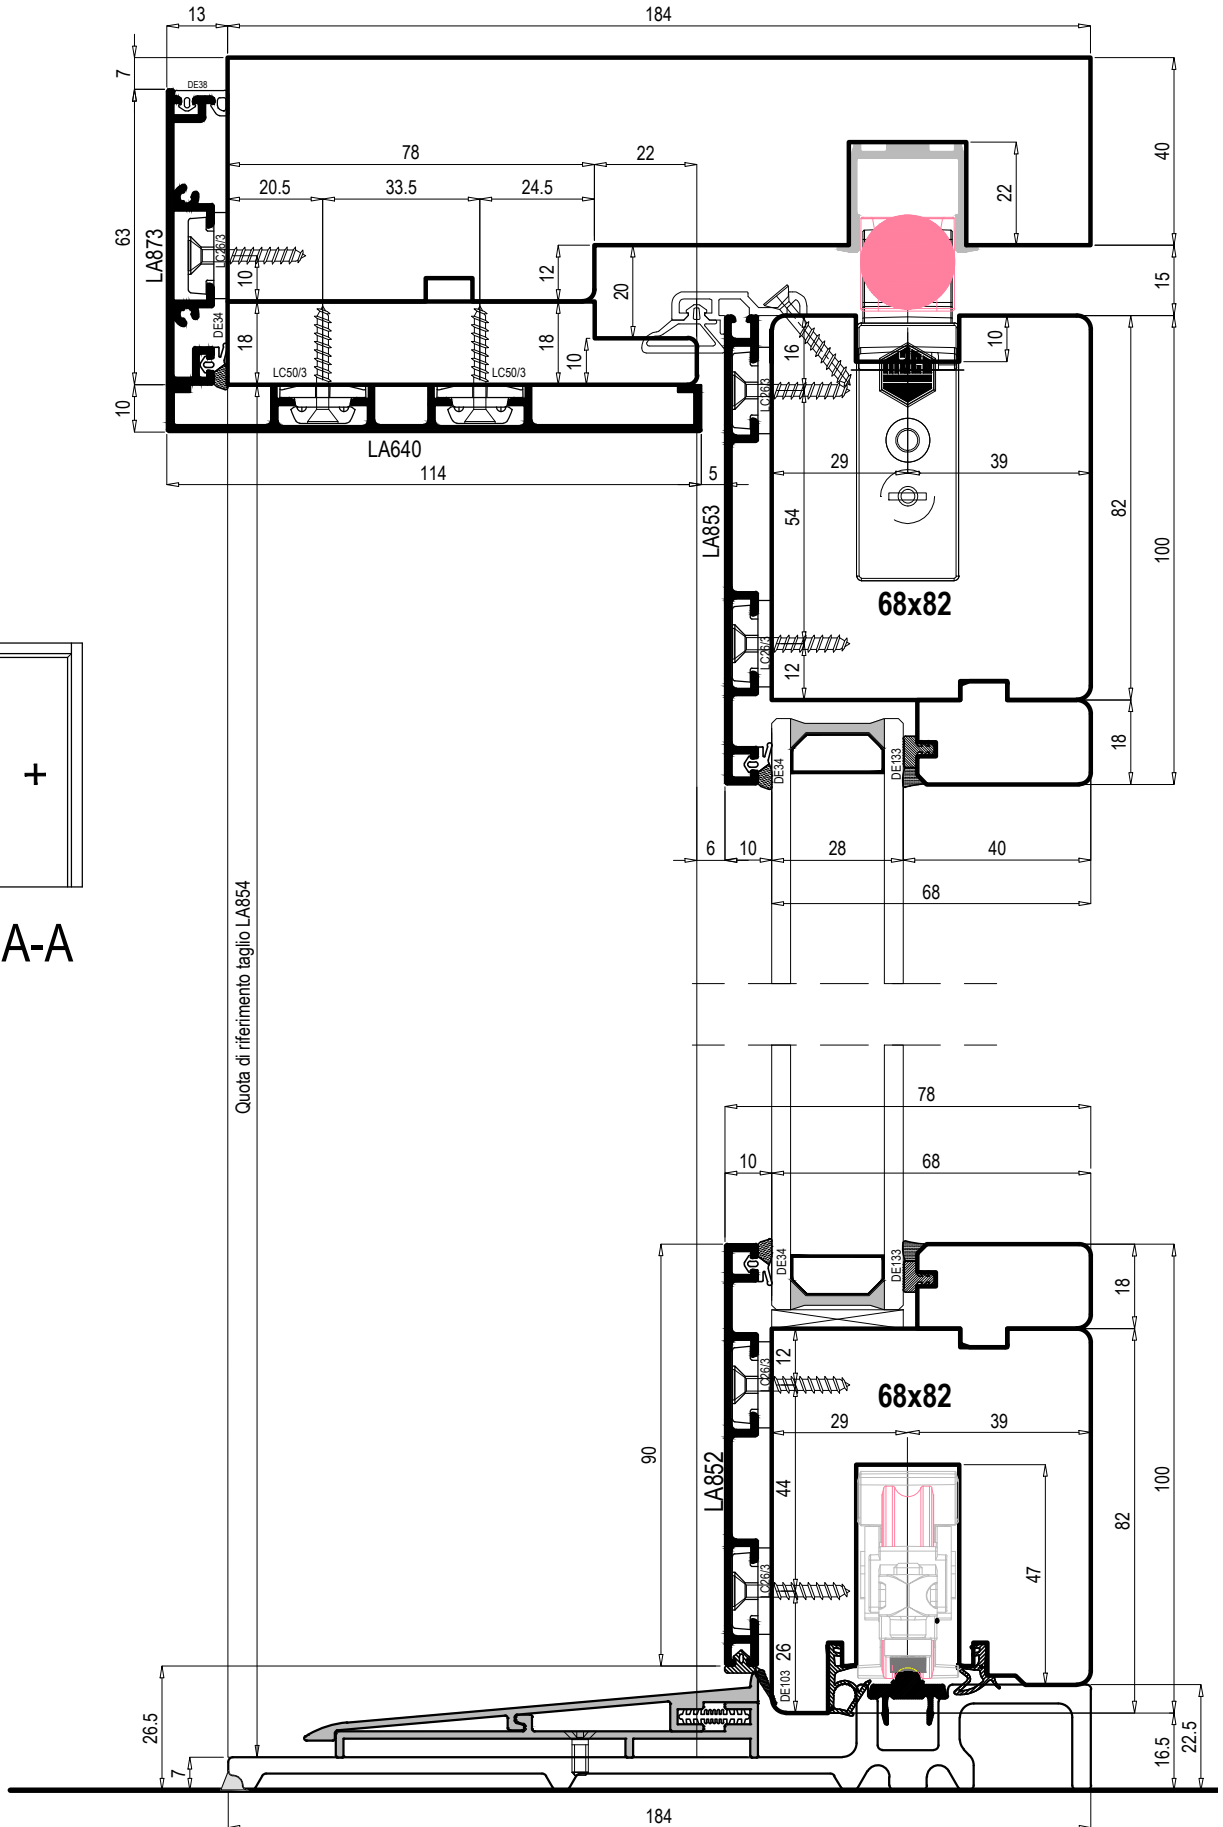 13
184
7
DE38
40
78
22
22
20.5
33.5
24.5
63
LA873
LC26/3
10
12
20
15
DE34
18
18
10
16
10
LC50/3
LC50/3
LC26/3
10
LA640
114
5
29
39
LA853
54
82
100
68x82
LC26/3
12
18
DE34
DE133
6
10
28
40
68
Quota di riferimento taglio LA854
+
A-A
78
10
68
DE34
DE133
18
12
LC26/3
68x82
29
39
90
LA852
44
100
82
47
LC26/3
26
DE103
26.5
7
16.5
22.5
184